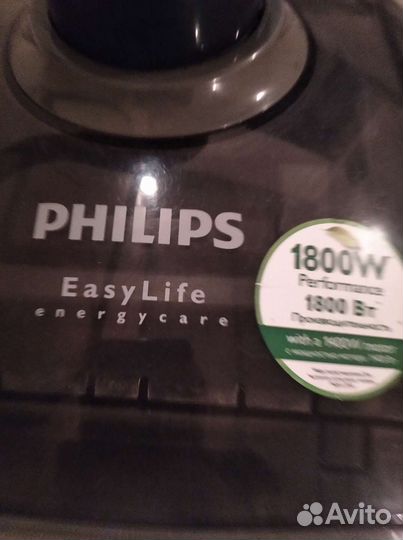 PHILIPS
EasyLife
energycare
1800W
Performance
1800 Вт
Производительность
with a 1400W motor
Avito